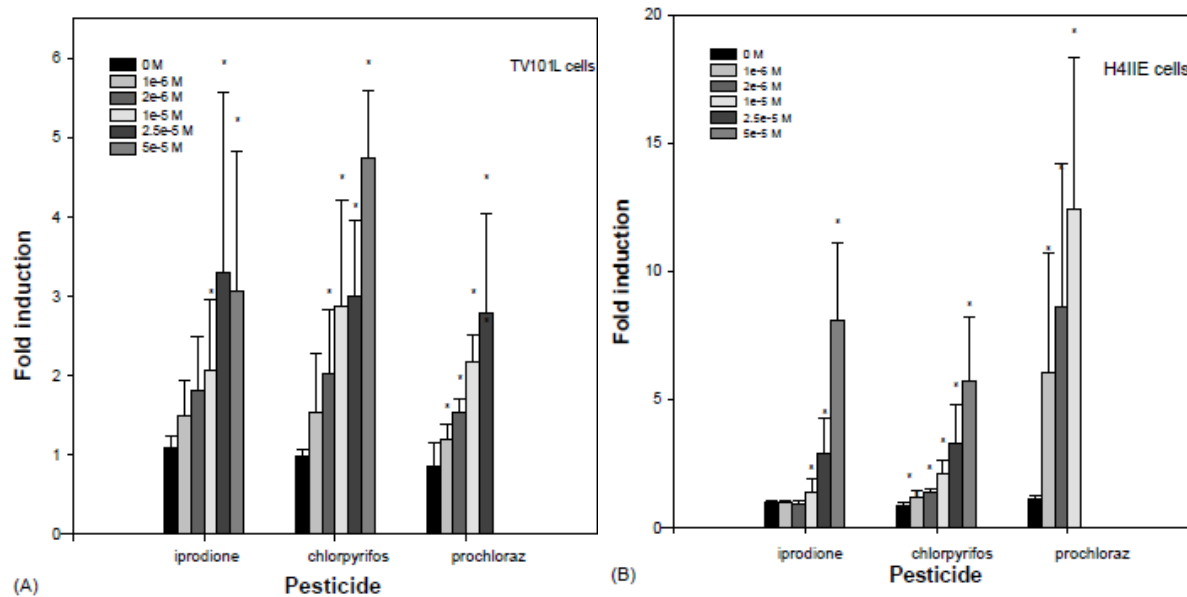 TV101L cells
0 M
1e-6 M
2e-6 M
1e-5 M
2.5e-5 M
5e-5 M
Fold induction
6
5
4
3
2
1
0
* * * * * * * * * * * * *
iprodione chlorpyrifos prochloraz
(A) Pesticide
H4IIE cells
0 M
1e-6 M
2e-6 M
1e-5 M
2.5e-5 M
5e-5 M
Fold induction
20
15
10
5
0
* * * * * * * * * * *
iprodione chlorpyrifos prochloraz
(B) Pesticide